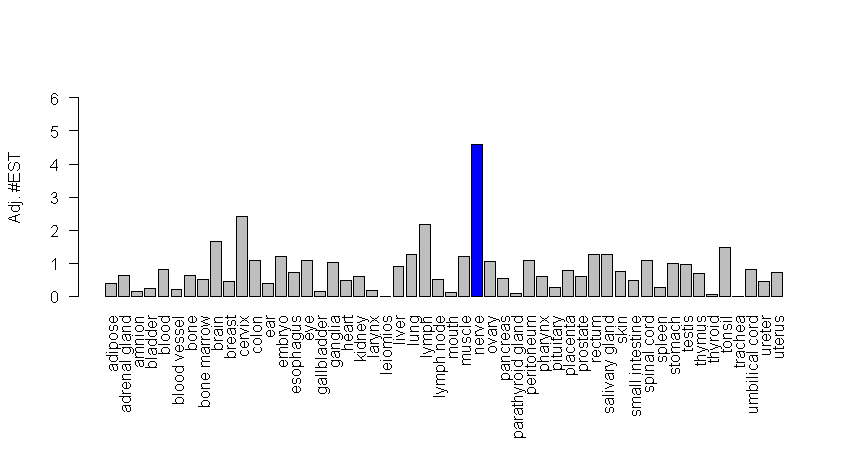 Adj. #EST
6
5
4
3
2
1
0
adipose
adrenal gland
amnion
bladder
blood
blood vessel
bone
bone marrow
brain
breast
cervix
colon
ear
embryo
esophagus
eye
gallbladder
ganglia
heart
kidney
larynx
leiomios
liver
lung
lymph
lymph node
mouth
muscle
nerve
ovary
pancreas
parathyroid gland
peritoneum
pharynx
pituitary
placenta
prostate
rectum
salivary gland
skin
small intestine
spinal cord
spleen
stomach
testis
thymus
thyroid
tonsil
trachea
umbilical cord
ureter
uterus